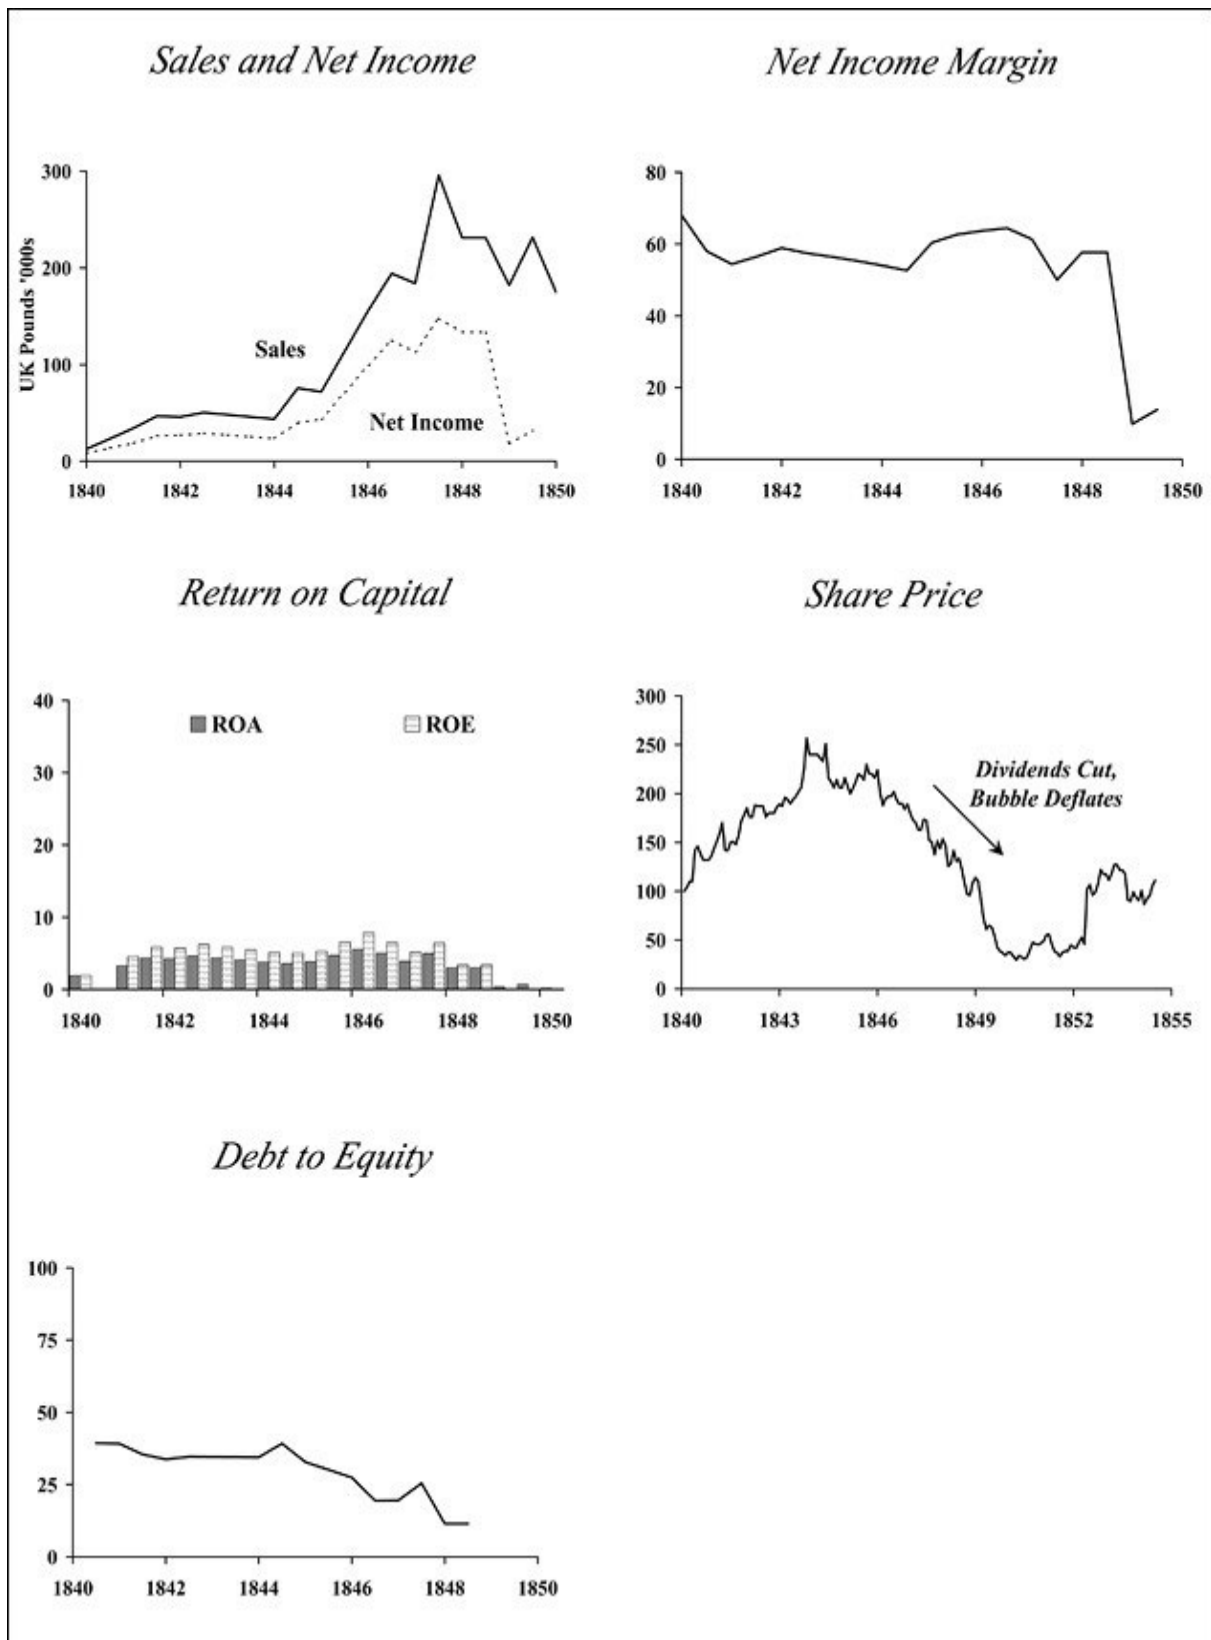 Sales and Net Income
Net Income Margin
300
200
100
0
UK Pounds '000s
Sales
Net Income
1840 1842 1844 1846 1848 1850
80
60
40
20
0
1840 1842 1844 1846 1848 1850
Return on Capital
Share Price
40
30
20
10
0
ROA ROE
1840 1842 1844 1846 1848 1850
300
250
200
150
100
50
0
Dividends Cut,
Bubble Deflates
1840 1843 1846 1849 1852 1855
Debt to Equity
100
75
50
25
0
1840 1842 1844 1846 1848 1850